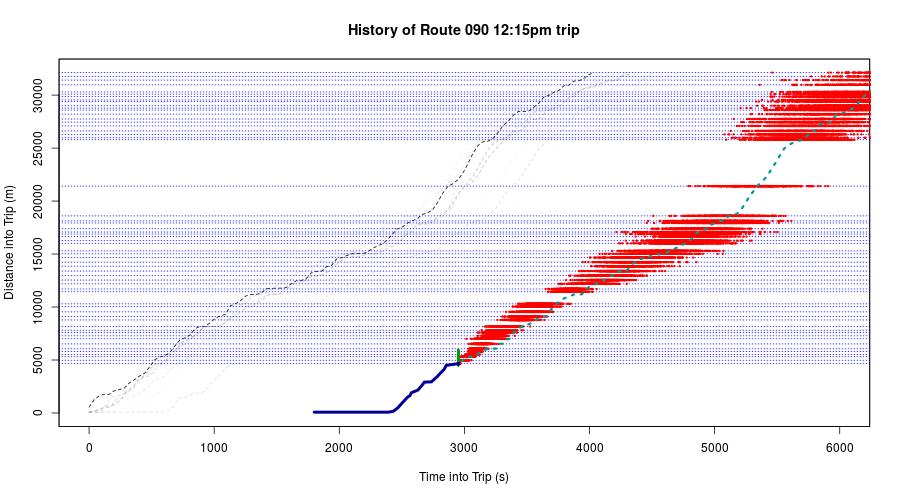 History of Route 090 12:15pm trip
Distance into Trip (m)
30000
25000
20000
15000
10000
5000
0
0 1000 2000 3000 4000 5000 6000
Time into Trip (s)